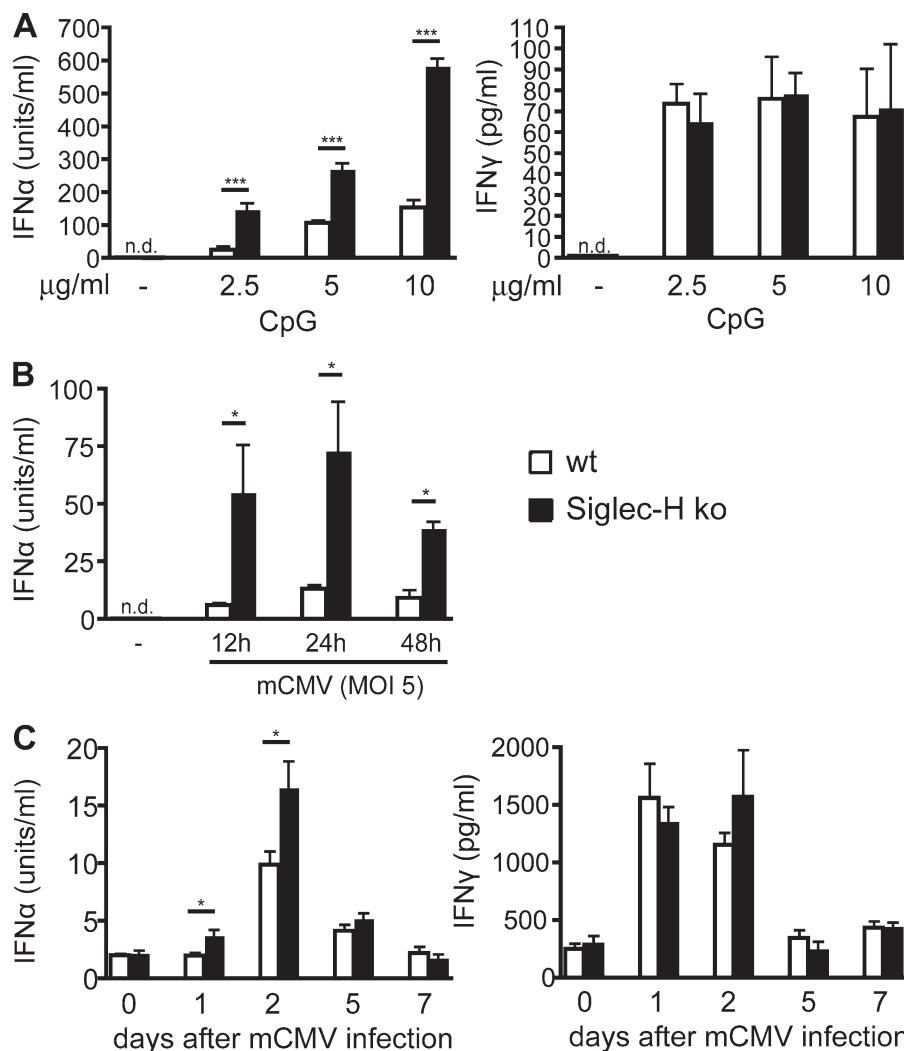 A
IFNα (units/ml)
700
600
500
400
300
200
100
0
***
***
***
n.d.
μg/ml - 2.5 5 10
CpG
IFNγ (pg/ml)
110
100
90
80
70
60
50
40
30
20
10
0
n.d.
μg/ml - 2.5 5 10
CpG
B
IFNα (units/ml)
100
75
50
25
0
*
*
*
n.d.
- 12h 24h 48h
mCMV (MOI 5)
wt
Siglec-H ko
C
IFNα (units/ml)
20
15
10
5
0
*
*
0 1 2 5 7
days after mCMV infection
IFNγ (pg/ml)
2000
1500
1000
500
0
0 1 2 5 7
days after mCMV infection